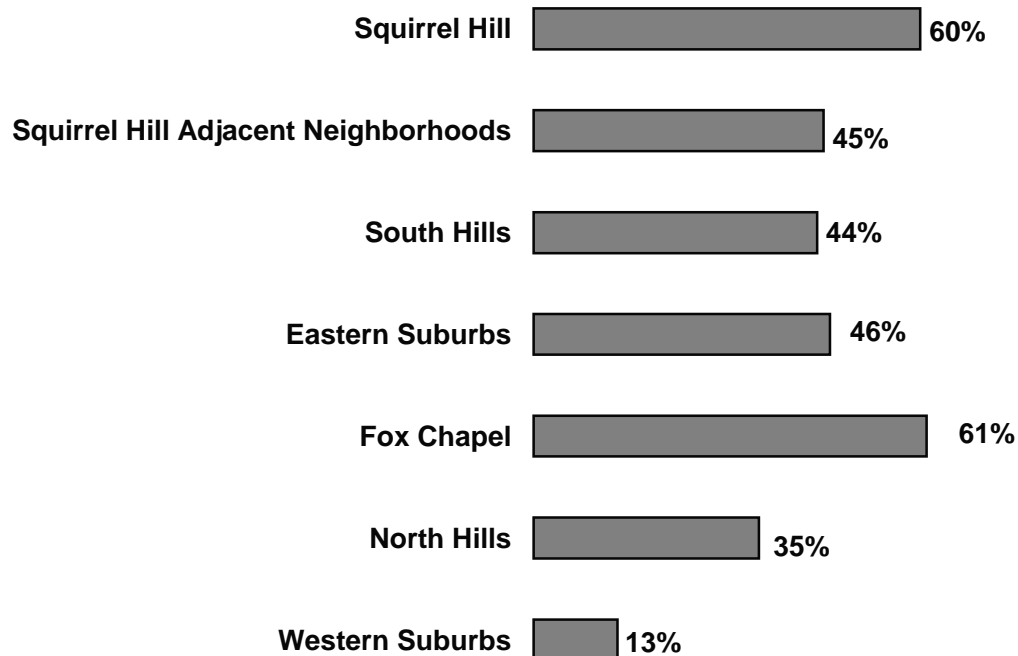 Squirrel Hill 60%
Squirrel Hill Adjacent Neighborhoods 45%
South Hills 44%
Eastern Suburbs 46%
Fox Chapel 61%
North Hills 35%
Western Suburbs 13%